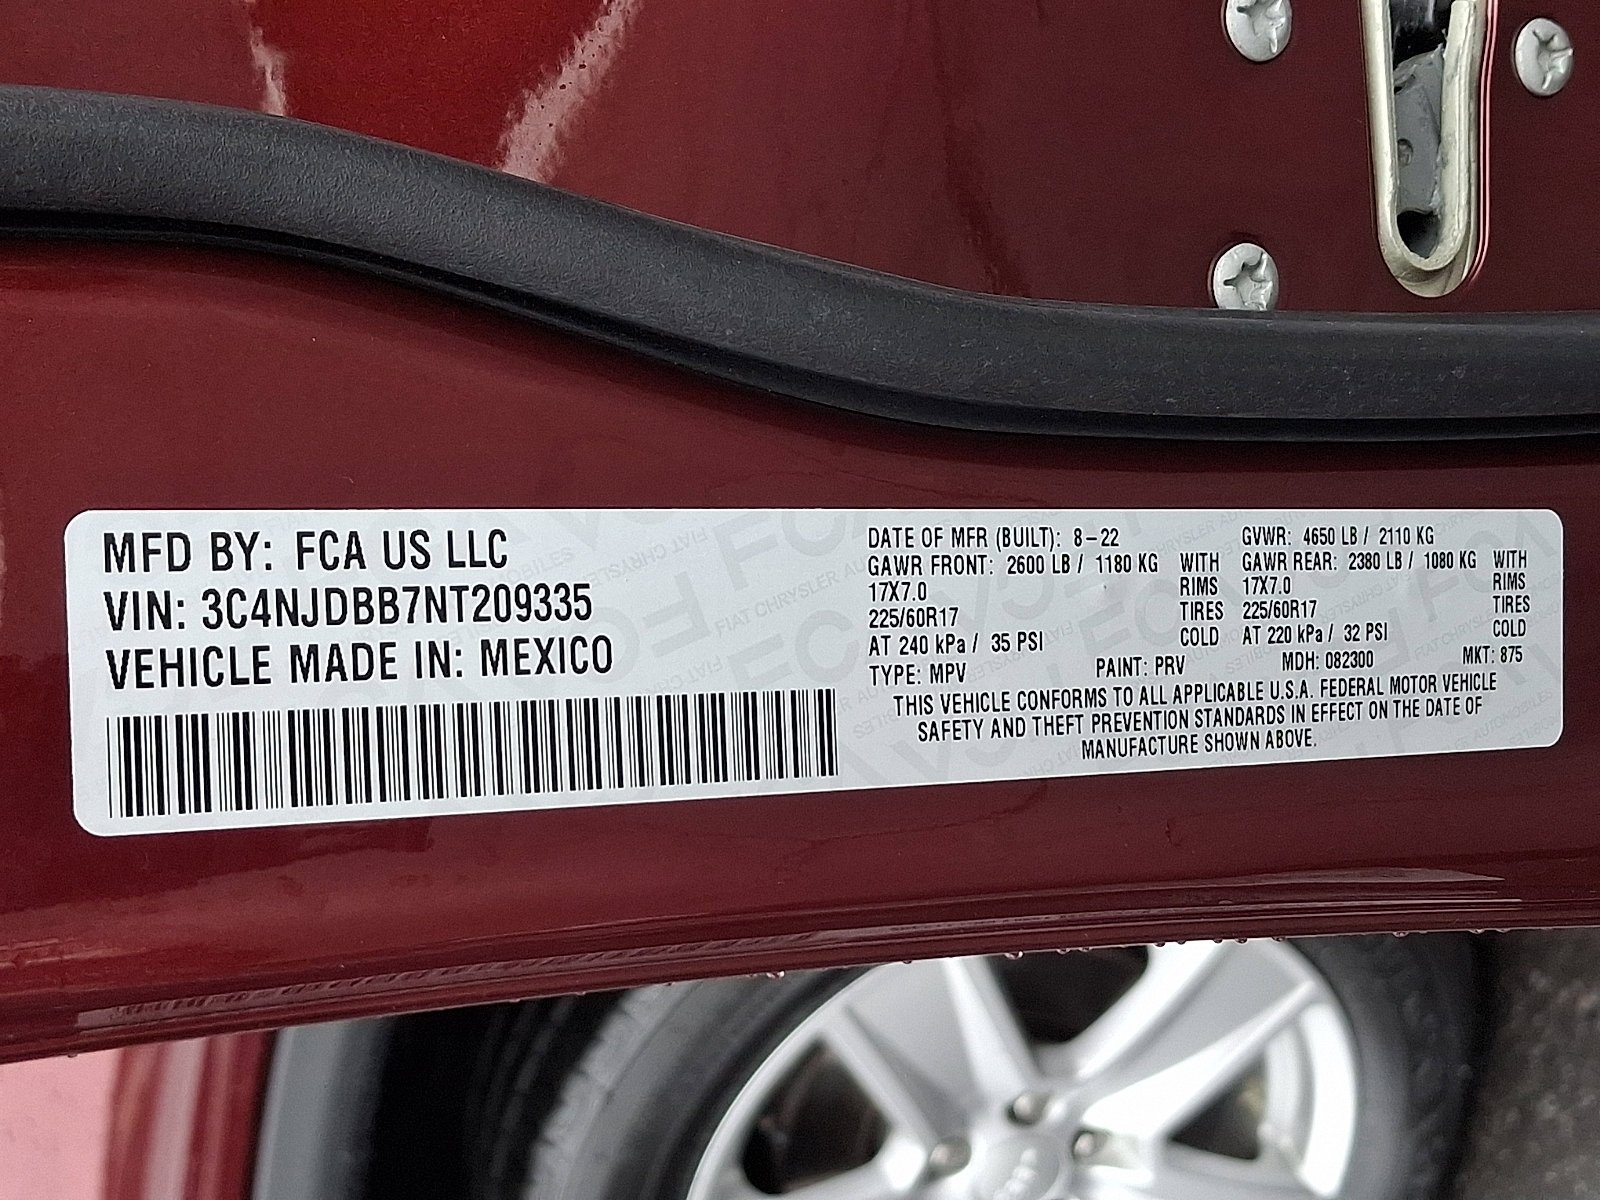 MFD BY: FCA US LLC
VIN: 3C4NJDBB7NT209335
VEHICLE MADE IN: MEXICO
DATE OF MFR (BUILT): 8-22
GVWR: 4650 LB / 2110 KG
GAWR FRONT: 2600 LB / 1180 KG WITH
17X7.0 RIMS
225/60R17 TIRES
AT 240 kPa / 35 PSI COLD
GAWR REAR: 2380 LB / 1080 KG WITH
17X7.0 RIMS
225/60R17 TIRES
AT 220 kPa / 32 PSI COLD
TYPE: MPV PAINT: PRV MDH: 082300 MKT: 875
THIS VEHICLE CONFORMS TO ALL APPLICABLE U.S.A. FEDERAL MOTOR VEHICLE
SAFETY AND THEFT PREVENTION STANDARDS IN EFFECT ON THE DATE OF
MANUFACTURE SHOWN ABOVE.